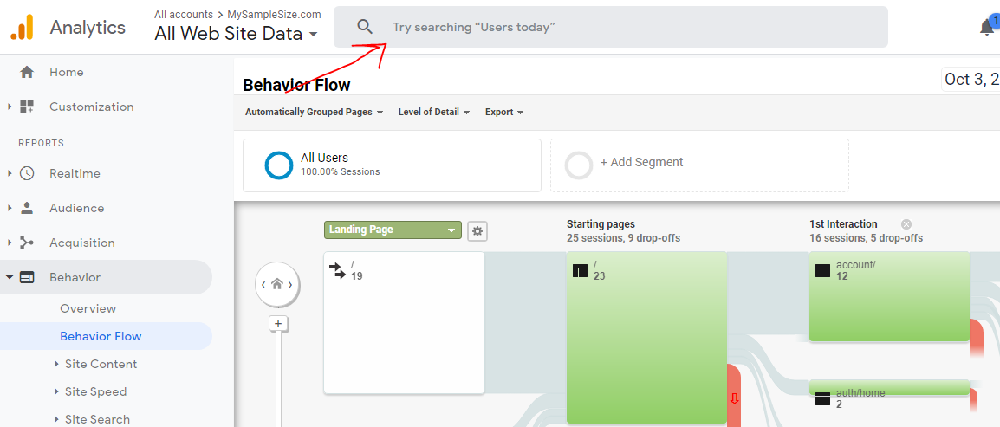 Analytics
All accounts > MySampleSize.com
All Web Site Data
Try searching “Users today”
1
Home
Customization
REPORTS
Realtime
Audience
Acquisition
Behavior
Overview
Behavior Flow
Site Content
Site Speed
Site Search
Behavior Flow
Oct 3, 2
Automatically Grouped Pages
Level of Detail
Export
All Users
100.00% Sessions
+ Add Segment
Landing Page
Starting pages
25 sessions, 9 drop-offs
1st Interaction
16 sessions, 5 drop-offs
/
19
/
23
account/
12
auth/home
2
+